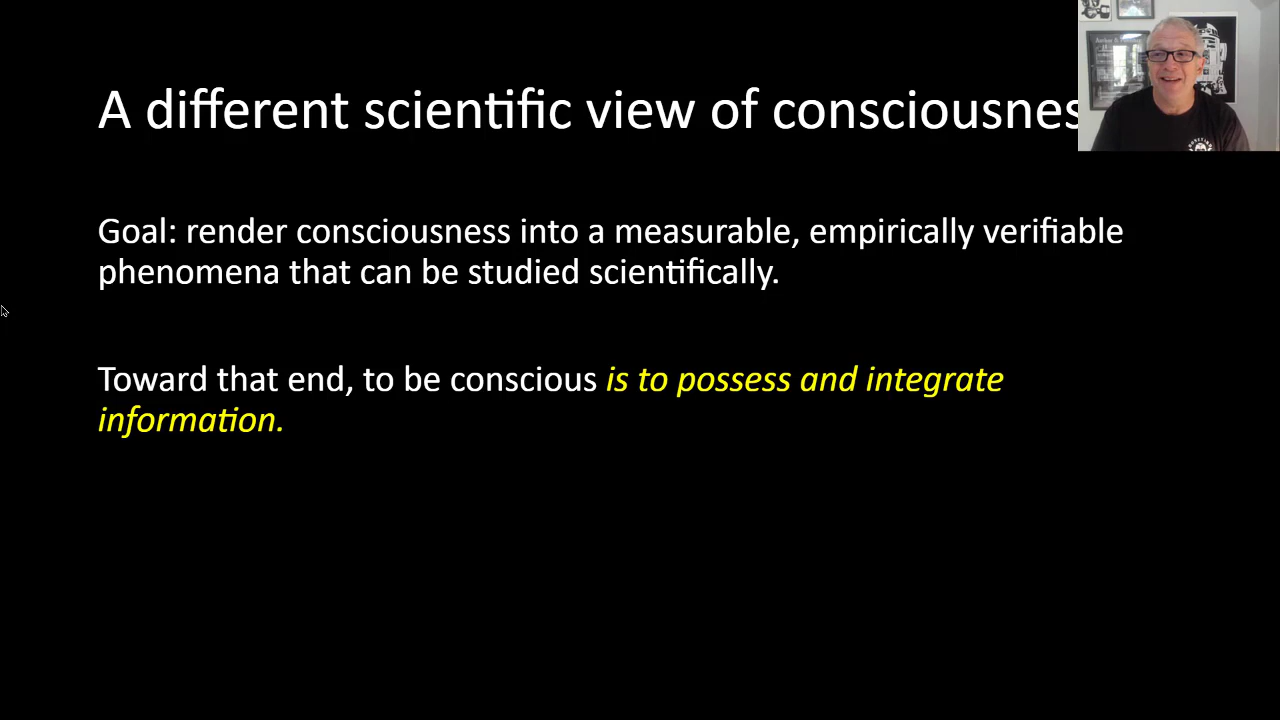 A different scientific view of consciousnes
Goal: render consciousness into a measurable, empirically verifiable
phenomena that can be studied scientifically.
Toward that end, to be conscious is to possess and integrate
information.